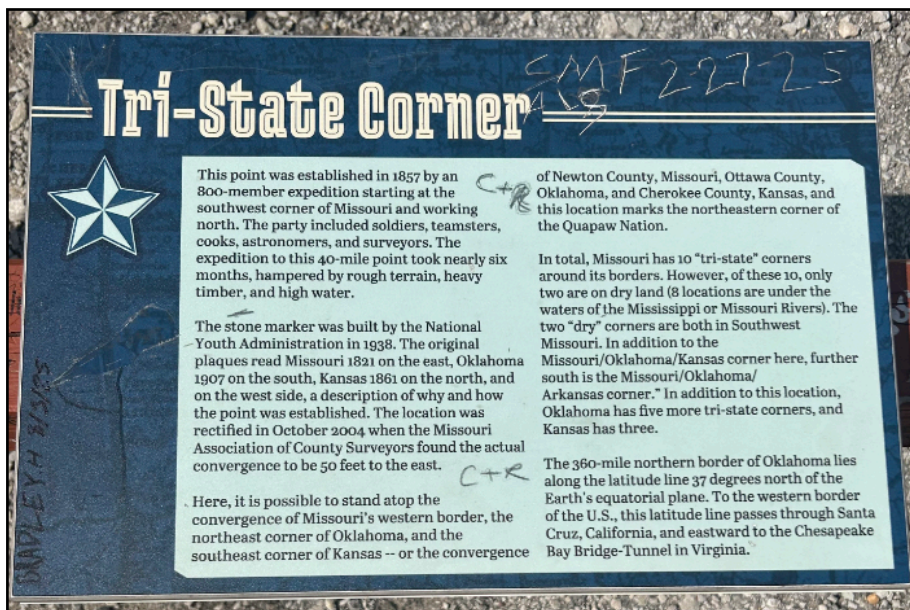 Tri-State Corner
SMF 2-27-25
This point was established in 1857 by an
800-member expedition starting at the
southwest corner of Missouri and working
north. The party included soldiers, teamsters,
cooks, astronomers, and surveyors. The
expedition to this 40-mile point took nearly six
months, hampered by rough terrain, heavy
timber, and high water.
The stone marker was built by the National
Youth Administration in 1938. The original
plaques read Missouri 1821 on the east, Oklahoma
1907 on the south, Kansas 1861 on the north, and
on the west side, a description of why and how
the point was established. The location was
rectified in October 2004 when the Missouri
Association of County Surveyors found the actual
convergence to be 50 feet to the east.
Here, it is possible to stand atop the
convergence of Missouri's western border, the
northeast corner of Oklahoma, and the
southeast corner of Kansas -- or the convergence
C+R
C+R
of Newton County, Missouri, Ottawa County,
Oklahoma, and Cherokee County, Kansas, and
this location marks the northeastern corner of
the Quapaw Nation.
In total, Missouri has 10 "tri-state" corners
around its borders. However, of these 10, only
two are on dry land (8 locations are under the
waters of the Mississippi or Missouri Rivers). The
two "dry" corners are both in Southwest
Missouri. In addition to the
Missouri/Oklahoma/Kansas corner here, further
south is the Missouri/Oklahoma/
Arkansas corner." In addition to this location,
Oklahoma has five more tri-state corners, and
Kansas has three.
The 360-mile northern border of Oklahoma lies
along the latitude line 37 degrees north of the
Earth's equatorial plane. To the western border
of the U.S., this latitude line passes through Santa
Cruz, California, and eastward to the Chesapeake
Bay Bridge-Tunnel in Virginia.
BRADLEY.H